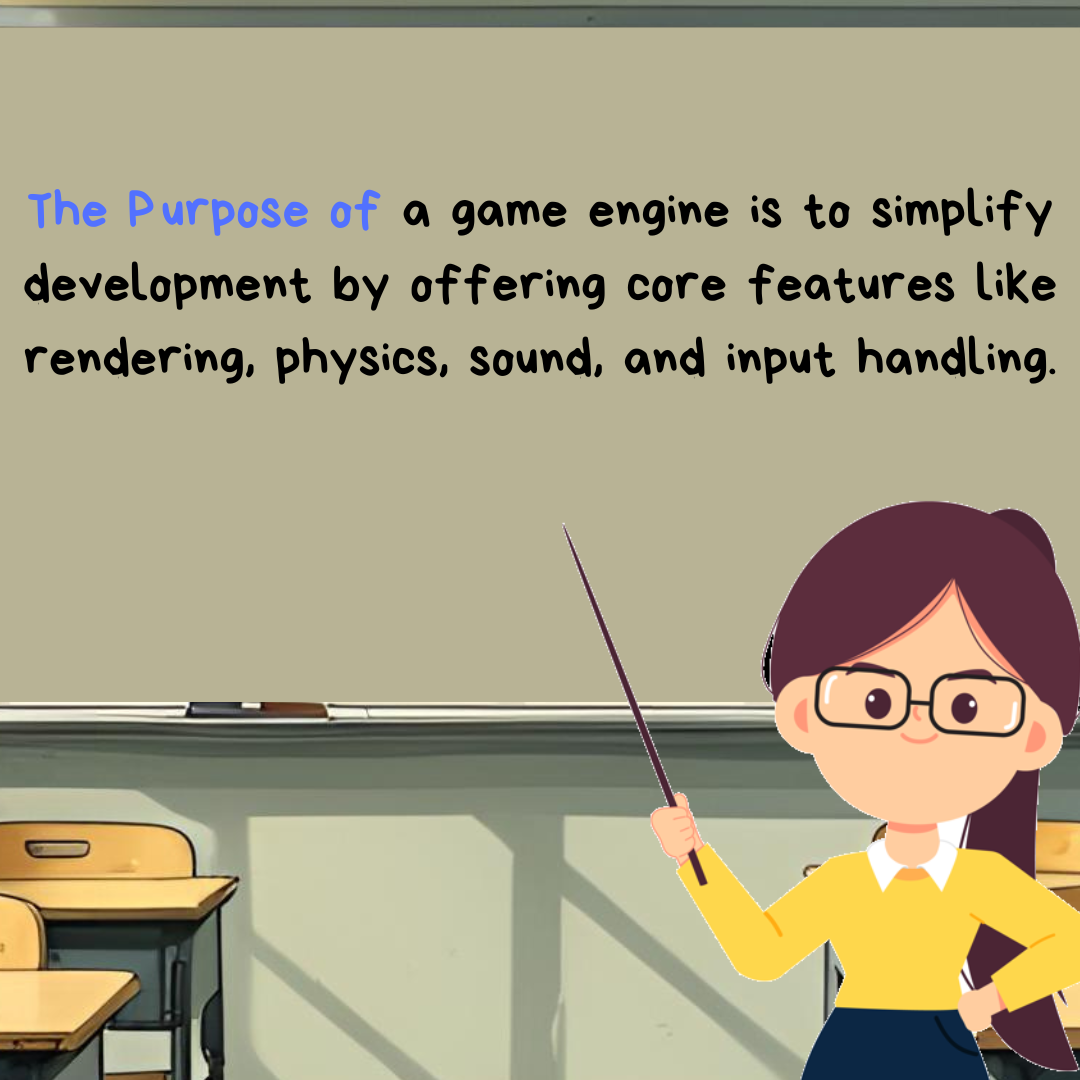 The Purpose of a game engine is to simplify
development by offering core features like
rendering, physics, sound, and input handling.